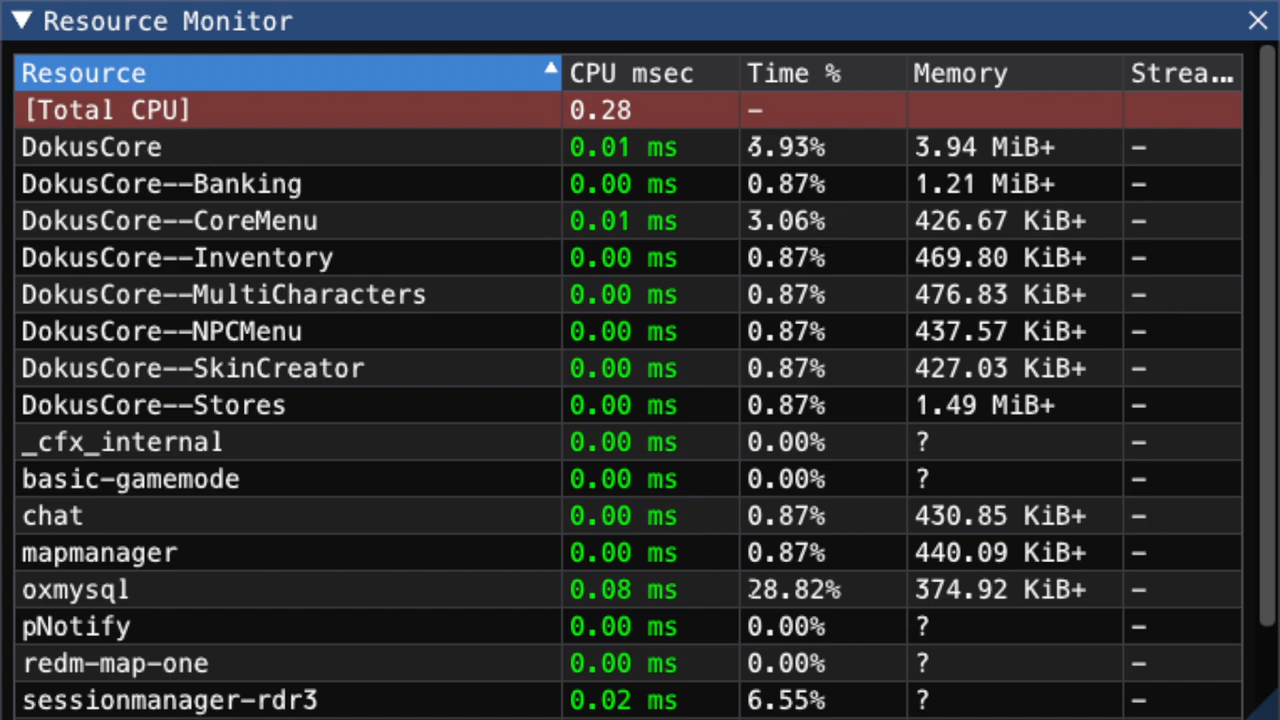 ▼ Resource Monitor ×
Resource ▲ CPU msec Time % Memory Strea…
[Total CPU] 0.28 –
DokusCore 0.01 ms 3.93% 3.94 MiB+ –
DokusCore--Banking 0.00 ms 0.87% 1.21 MiB+ –
DokusCore--CoreMenu 0.01 ms 3.06% 426.67 KiB+ –
DokusCore--Inventory 0.00 ms 0.87% 469.80 KiB+ –
DokusCore--MultiCharacters 0.00 ms 0.87% 476.83 KiB+ –
DokusCore--NPCMenu 0.00 ms 0.87% 437.57 KiB+ –
DokusCore--SkinCreator 0.00 ms 0.87% 427.03 KiB+ –
DokusCore--Stores 0.00 ms 0.87% 1.49 MiB+ –
_cfx_internal 0.00 ms 0.00% ? –
basic-gamemode 0.00 ms 0.00% ? –
chat 0.00 ms 0.87% 430.85 KiB+ –
mapmanager 0.00 ms 0.87% 440.09 KiB+ –
oxmysql 0.08 ms 28.82% 374.92 KiB+ –
pNotify 0.00 ms 0.00% ? –
redm-map-one 0.00 ms 0.00% ? –
sessionmanager-rdr3 0.02 ms 6.55% ? –